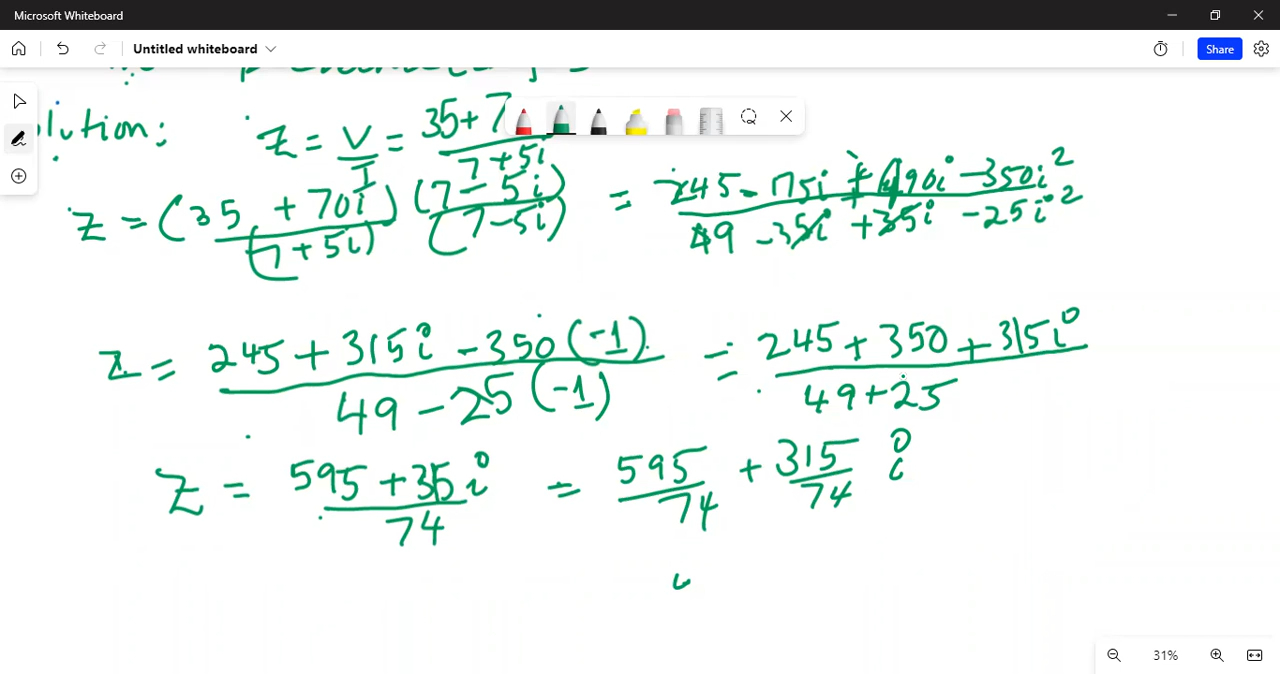 Microsoft Whiteboard
Untitled whiteboard
Share
lution:
Z = V/I = 35+7 / 7+5i
Z = (35 + 70i) (7 - 5i) / (7+5i) (7-5i) = 245 - 175i + 490i - 350i² / 49 - 35i + 35i - 25i²
Z = 245 + 315i - 350(-1) / 49 - 25(-1) = 245 + 350 + 315i / 49+25
Z = 595 + 315i / 74 = 595/74 + 315/74 i
31%